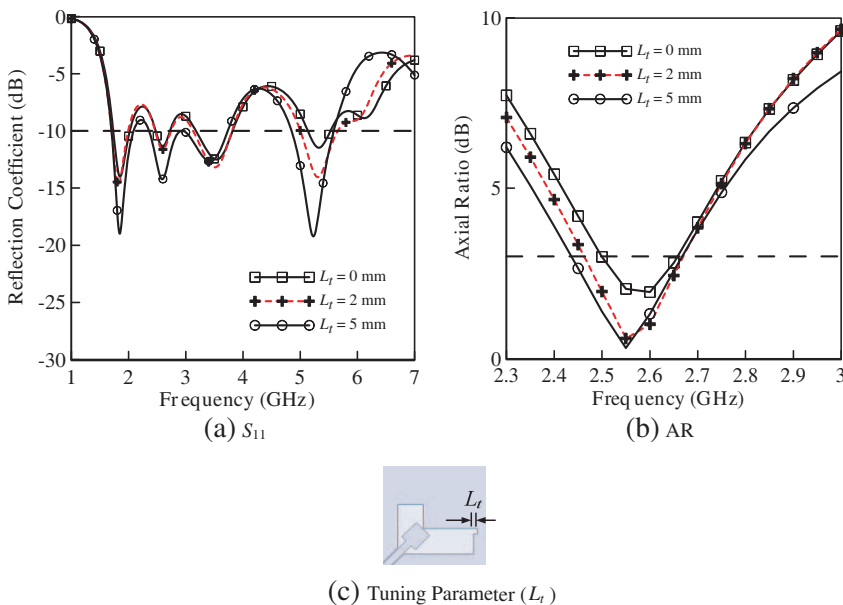 0
-5
-10
-15
-20
-25
-30
Reflection Coefficient (dB)
Lt = 0 mm
Lt = 2 mm
Lt = 5 mm
1 2 3 4 5 6 7
Frequency (GHz)
(a) S11
10
5
0
Axial Ratio (dB)
Lt = 0 mm
Lt = 2 mm
Lt = 5 mm
2.3 2.4 2.5 2.6 2.7 2.8 2.9 3
Frequency (GHz)
(b) AR
Lt
(c) Tuning Parameter (Lt)